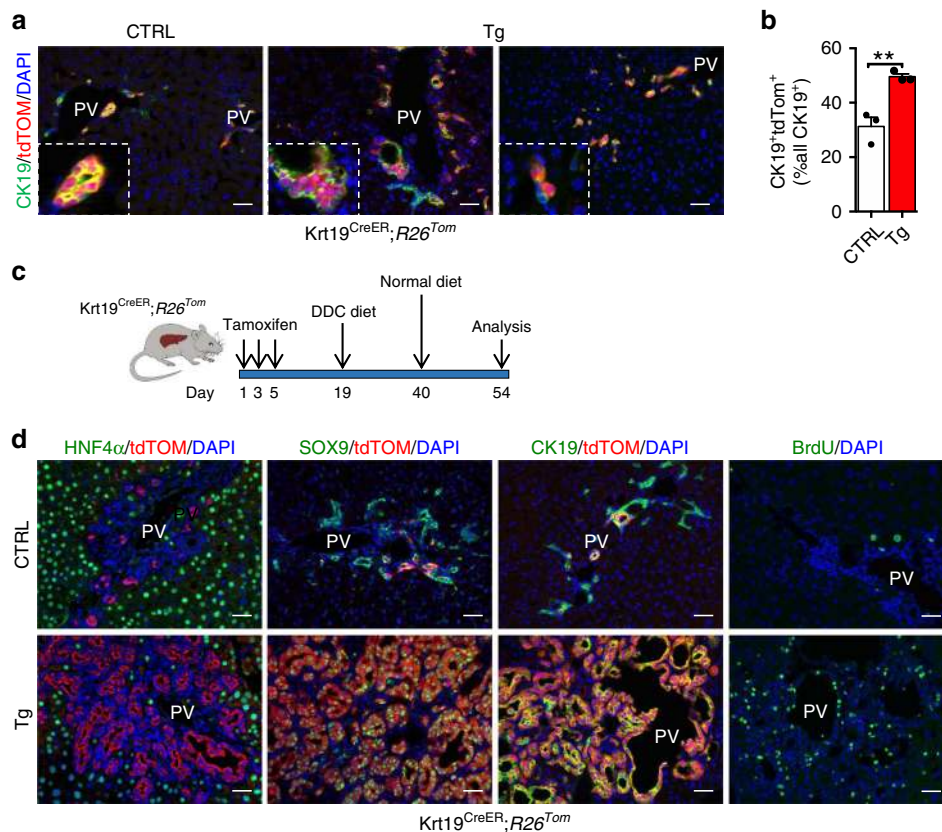 a
CTRL
Tg
CK19/tdTOM/DAPI
PV
PV
PV
PV
Krt19CreER;R26Tom
b
CK19+tdTom+
(%all CK19+)
60
40
20
0
**
CTRL
Tg
c
Krt19CreER;R26Tom
Tamoxifen
DDC diet
Normal diet
Analysis
Day
1 3 5 19 40 54
d
HNF4α/tdTOM/DAPI
SOX9/tdTOM/DAPI
CK19/tdTOM/DAPI
BrdU/DAPI
CTRL
PV
PV
PV
PV
PV
Tg
PV
PV
PV
Krt19CreER;R26Tom